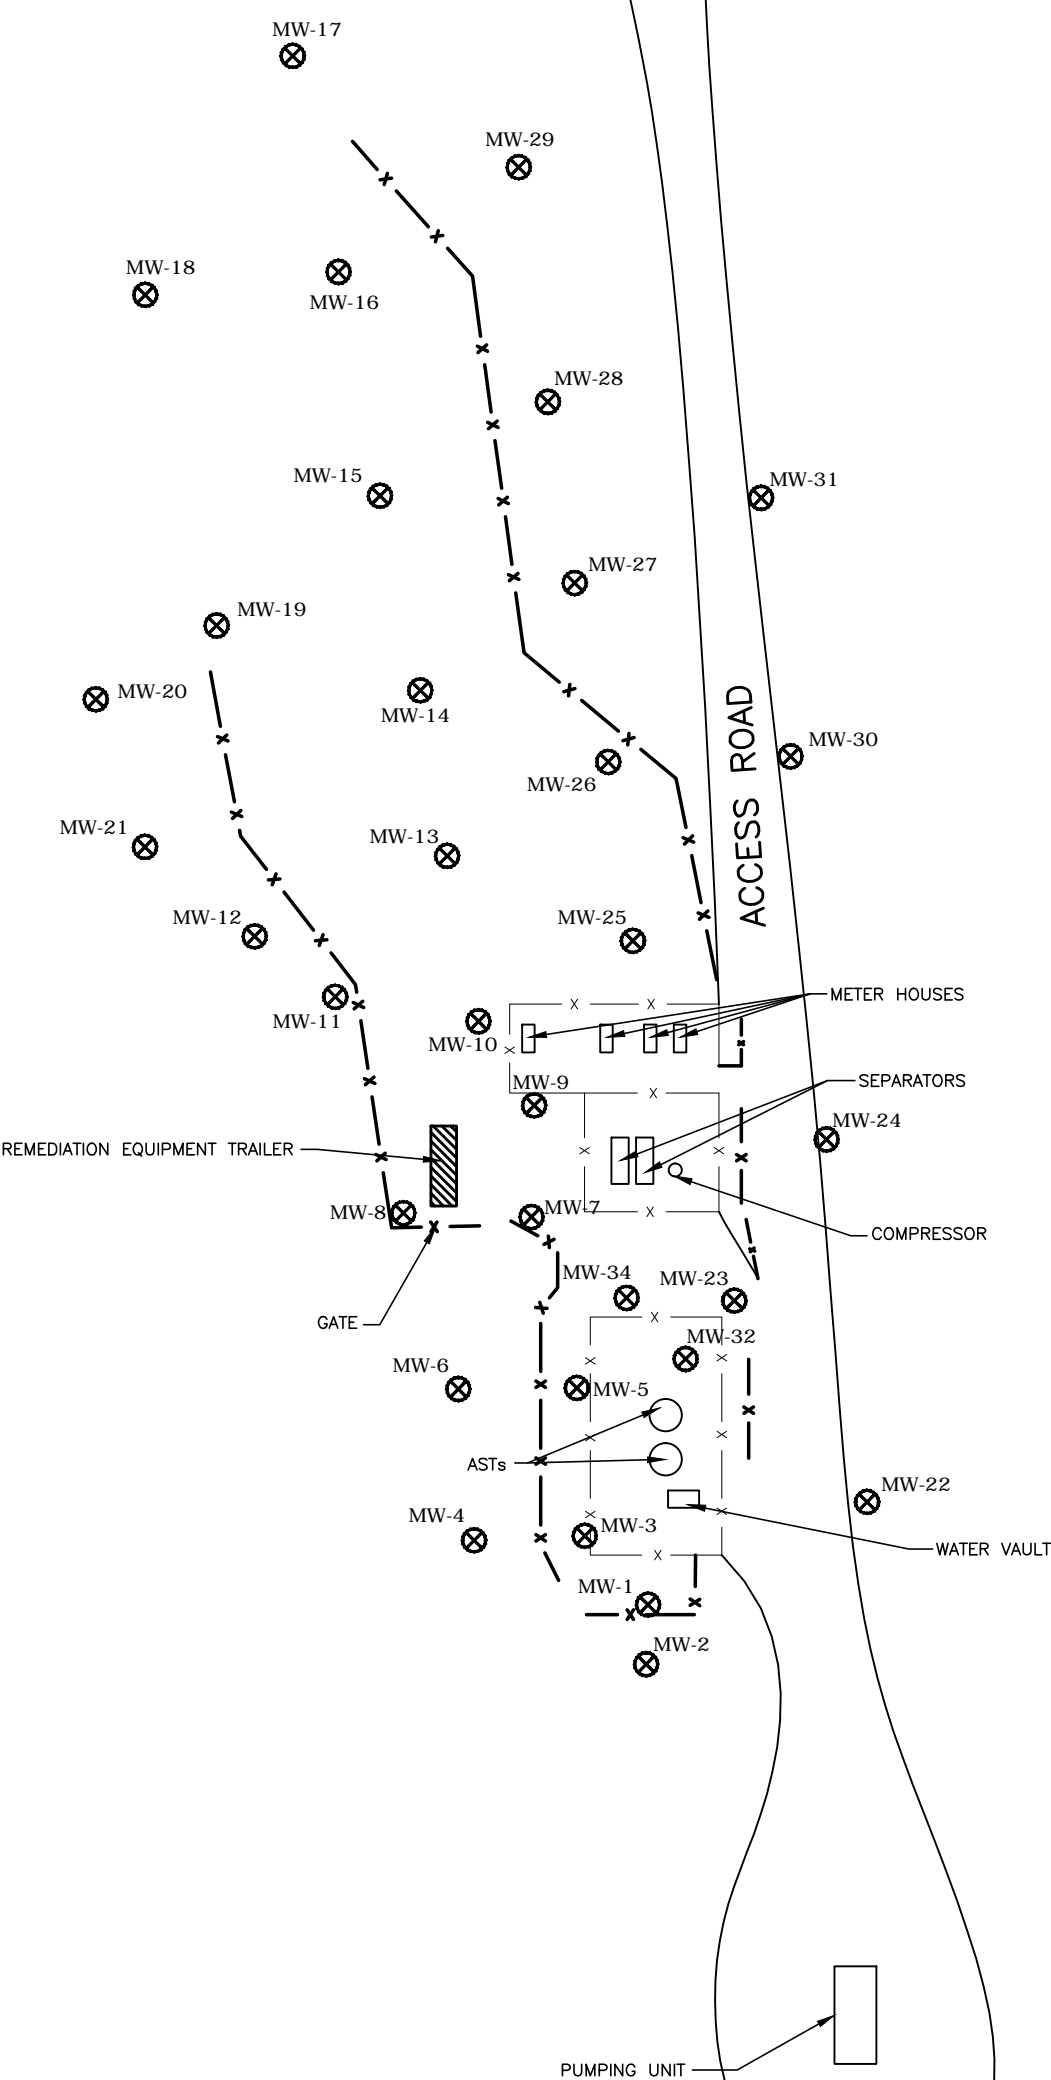 MW-17
MW-29
MW-18
MW-16
MW-28
MW-15
MW-31
MW-27
MW-19
MW-20
MW-14
ACCESS ROAD
MW-30
MW-26
MW-21
MW-13
MW-12
MW-25
METER HOUSES
MW-11
MW-10
MW-9
SEPARATORS
MW-24
REMEDIATION EQUIPMENT TRAILER
MW-8
MW-7
COMPRESSOR
MW-34
MW-23
GATE
MW-32
MW-6
MW-5
ASTs
MW-22
MW-4
MW-3
WATER VAULT
MW-1
MW-2
PUMPING UNIT